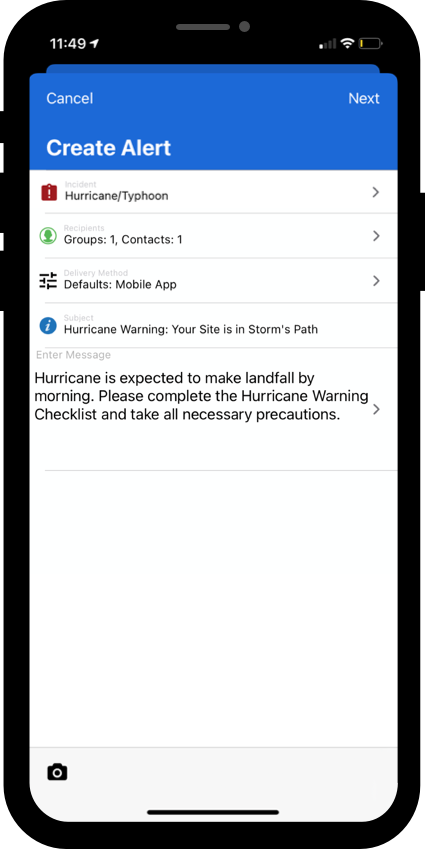 11:49
Cancel
Next
Create Alert
Incident
Hurricane/Typhoon
Recipients
Groups: 1, Contacts: 1
Delivery Method
Defaults: Mobile App
Subject
Hurricane Warning: Your Site is in Storm's Path
Enter Message
Hurricane is expected to make landfall by
morning. Please complete the Hurricane Warning
Checklist and take all necessary precautions.